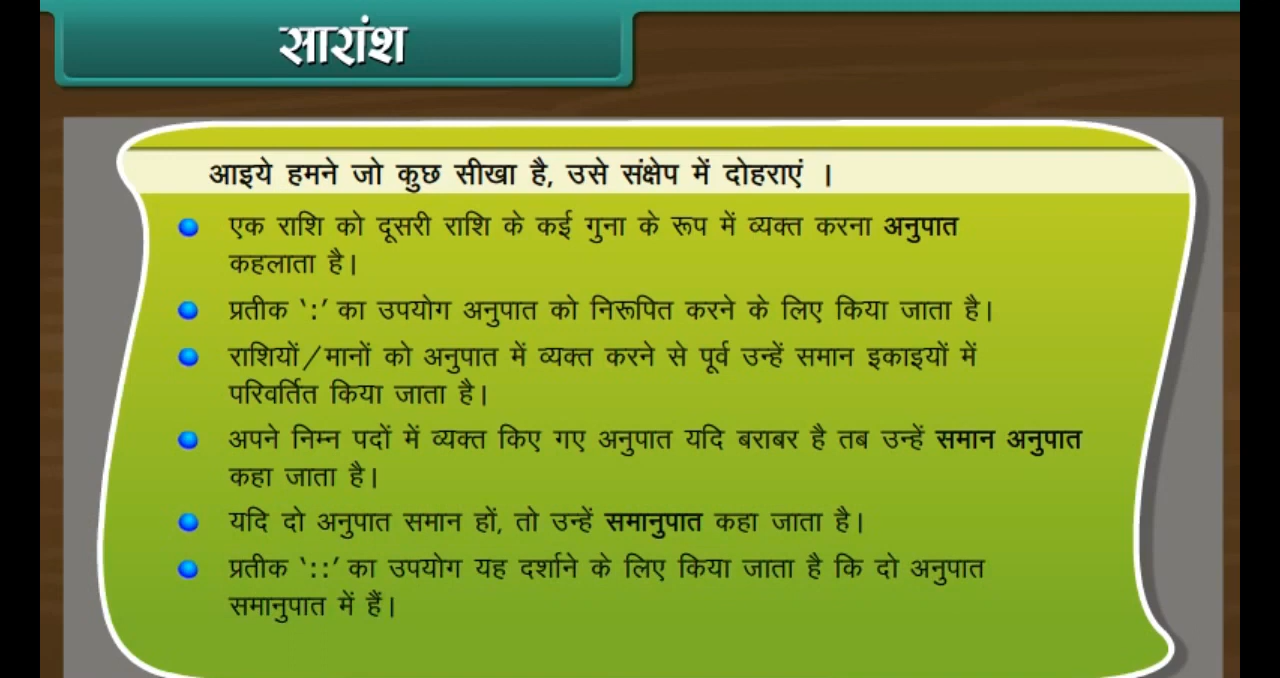 सारांश
आइये हमने जो कुछ सीखा है, उसे संक्षेप में दोहराएं ।
एक राशि को दूसरी राशि के कई गुना के रूप में व्यक्त करना अनुपात
कहलाता है।
प्रतीक ‘:’ का उपयोग अनुपात को निरूपित करने के लिए किया जाता है।
राशियों/मानों को अनुपात में व्यक्त करने से पूर्व उन्हें समान इकाइयों में
परिवर्तित किया जाता है।
अपने निम्न पदों में व्यक्त किए गए अनुपात यदि बराबर है तब उन्हें समान अनुपात
कहा जाता है।
यदि दो अनुपात समान हों, तो उन्हें समानुपात कहा जाता है।
प्रतीक ‘::’ का उपयोग यह दर्शाने के लिए किया जाता है कि दो अनुपात
समानुपात में हैं।